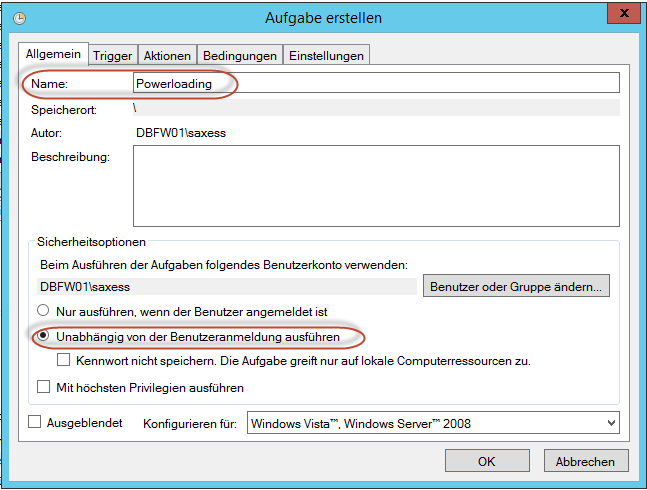 Aufgabe erstellen
Allgemein Trigger Aktionen Bedingungen Einstellungen
Name: Powerloading
Speicherort: \
Autor: DBFW01\saxess
Beschreibung:
Sicherheitsoptionen
Beim Ausführen der Aufgaben folgendes Benutzerkonto verwenden:
DBFW01\saxess Benutzer oder Gruppe ändern...
Nur ausführen, wenn der Benutzer angemeldet ist
Unabhängig von der Benutzeranmeldung ausführen
Kennwort nicht speichern. Die Aufgabe greift nur auf lokale Computerressourcen zu.
Mit höchsten Privilegien ausführen
Ausgeblendet Konfigurieren für: Windows Vista™, Windows Server™ 2008
OK Abbrechen